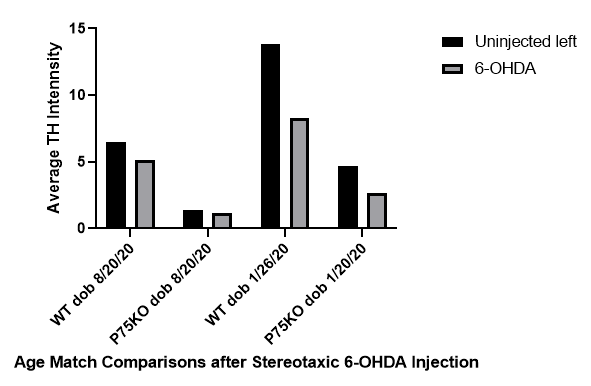 15
10
5
0
Average TH Intennsity
Uninjected left
6-OHDA
WT dob 8/20/20
P75KO dob 8/20/20
WT dob 1/26/20
P75KO dob 1/20/20
Age Match Comparisons after Stereotaxic 6-OHDA Injection